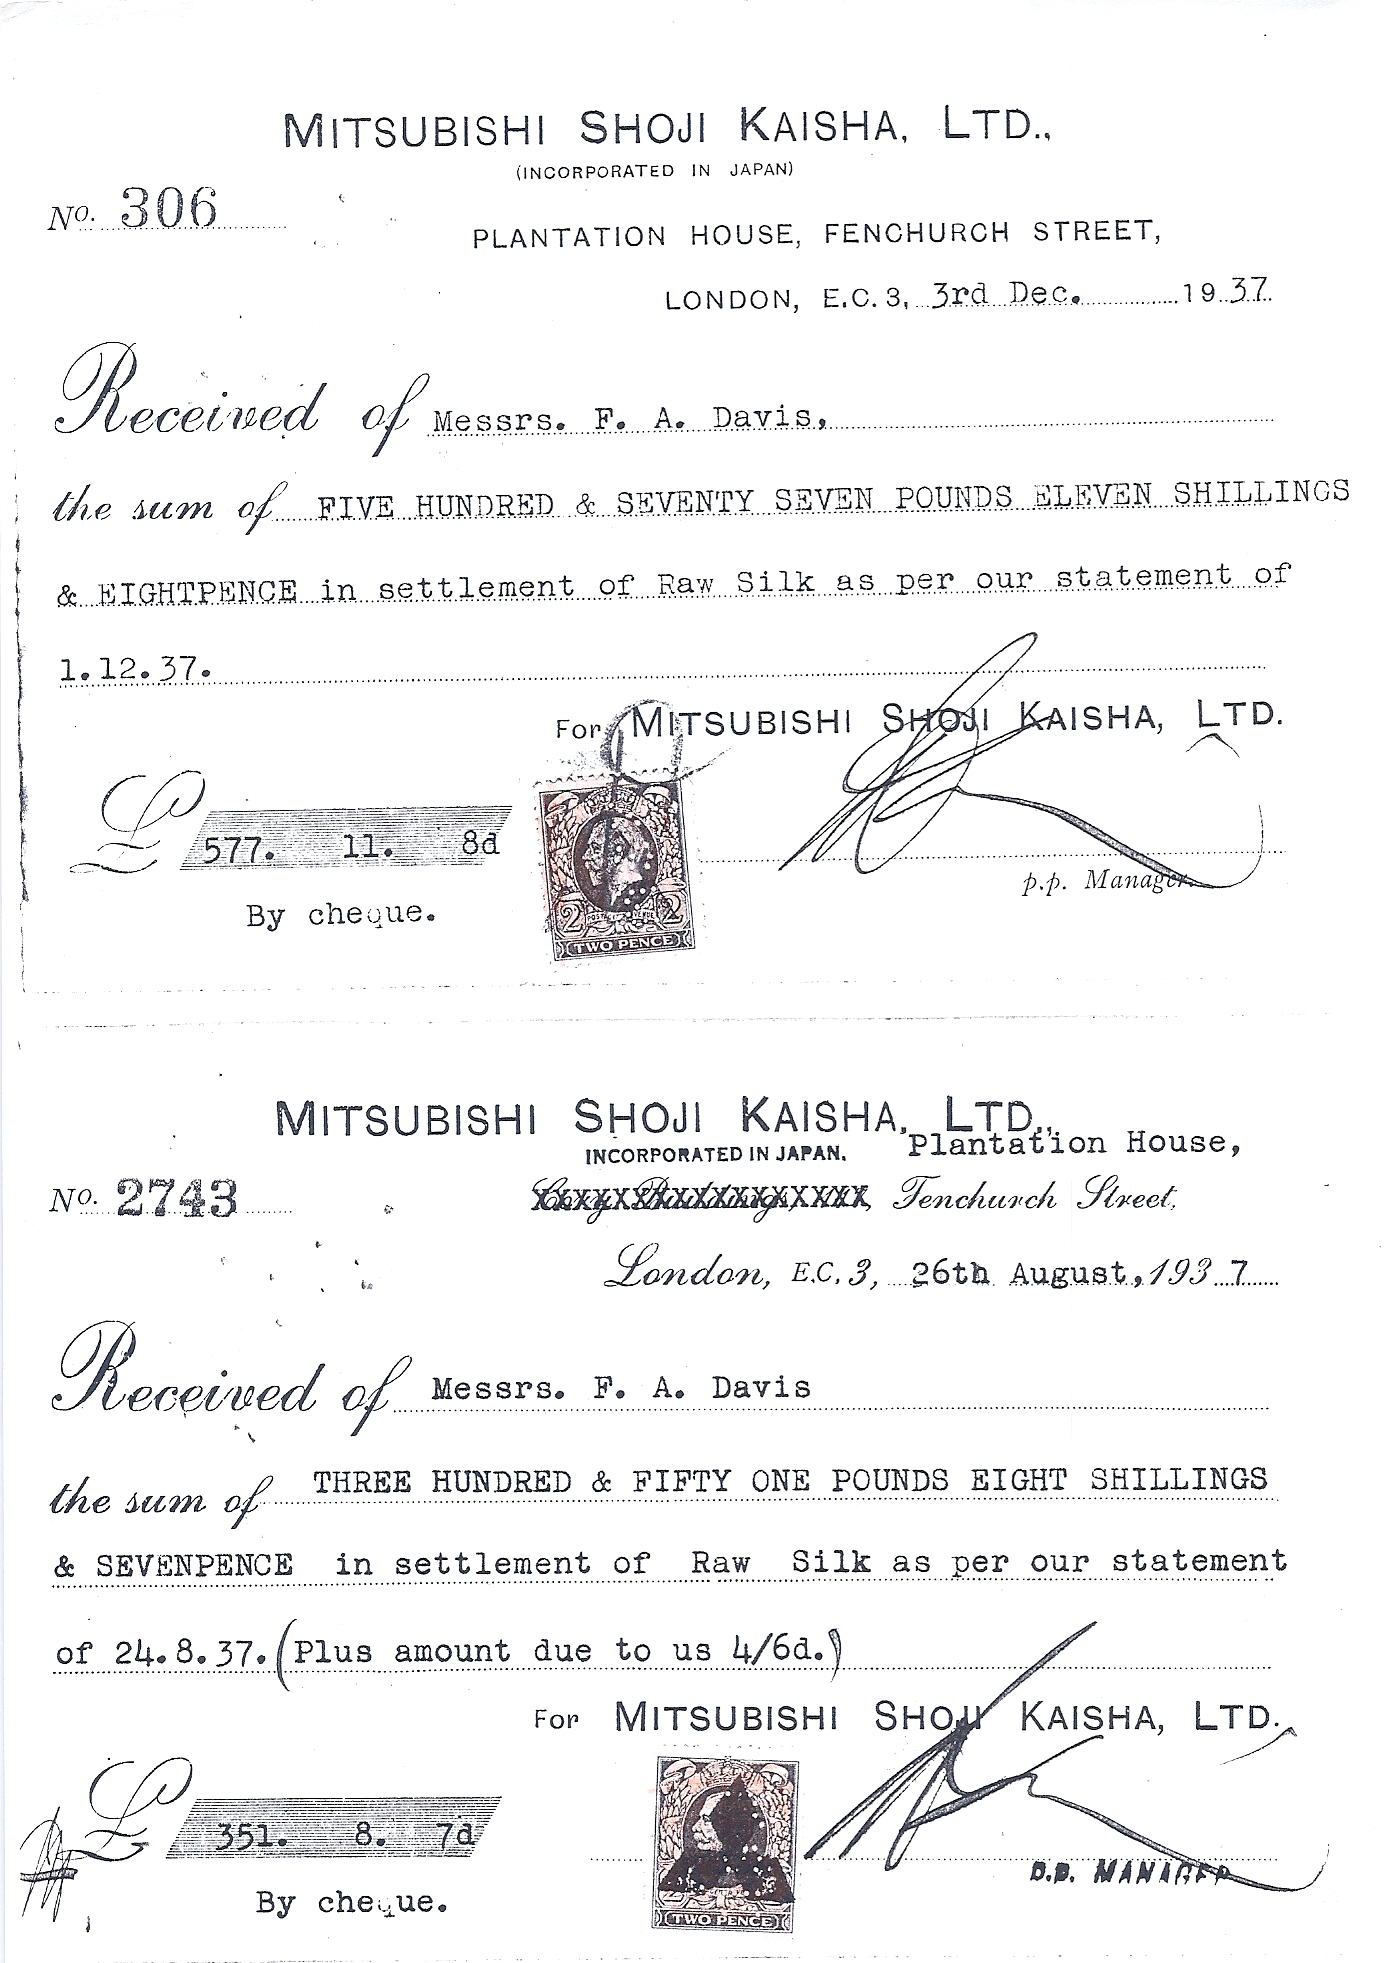 MITSUBISHI SHOJI KAISHA, LTD.,
(INCORPORATED IN JAPAN)
No. 306
PLANTATION HOUSE, FENCHURCH STREET,
LONDON, E.C. 3, 3rd Dec. 1937
Received of Messrs. F. A. Davis,
the sum of FIVE HUNDRED & SEVENTY SEVEN POUNDS ELEVEN SHILLINGS
& EIGHTPENCE in settlement of Raw Silk as per our statement of
1.12.37.
For MITSUBISHI SHOJI KAISHA, LTD.
£ 577. 11. 8d
p.p. Manager.
By cheque.
2 POSTAGE REVENUE 2
TWO PENCE
MITSUBISHI SHOJI KAISHA, LTD.,
INCORPORATED IN JAPAN. Plantation House,
No. 2743
Fenchurch Street,
London, E.C. 3, 26th August, 1937
Received of Messrs. F. A. Davis
the sum of THREE HUNDRED & FIFTY ONE POUNDS EIGHT SHILLINGS
& SEVENPENCE in settlement of Raw Silk as per our statement
of 24.8.37. (Plus amount due to us 4/6d.)
For MITSUBISHI SHOJI KAISHA, LTD.
£ 351. 8. 7d
P.P. MANAGER
By cheque.
TWO PENCE